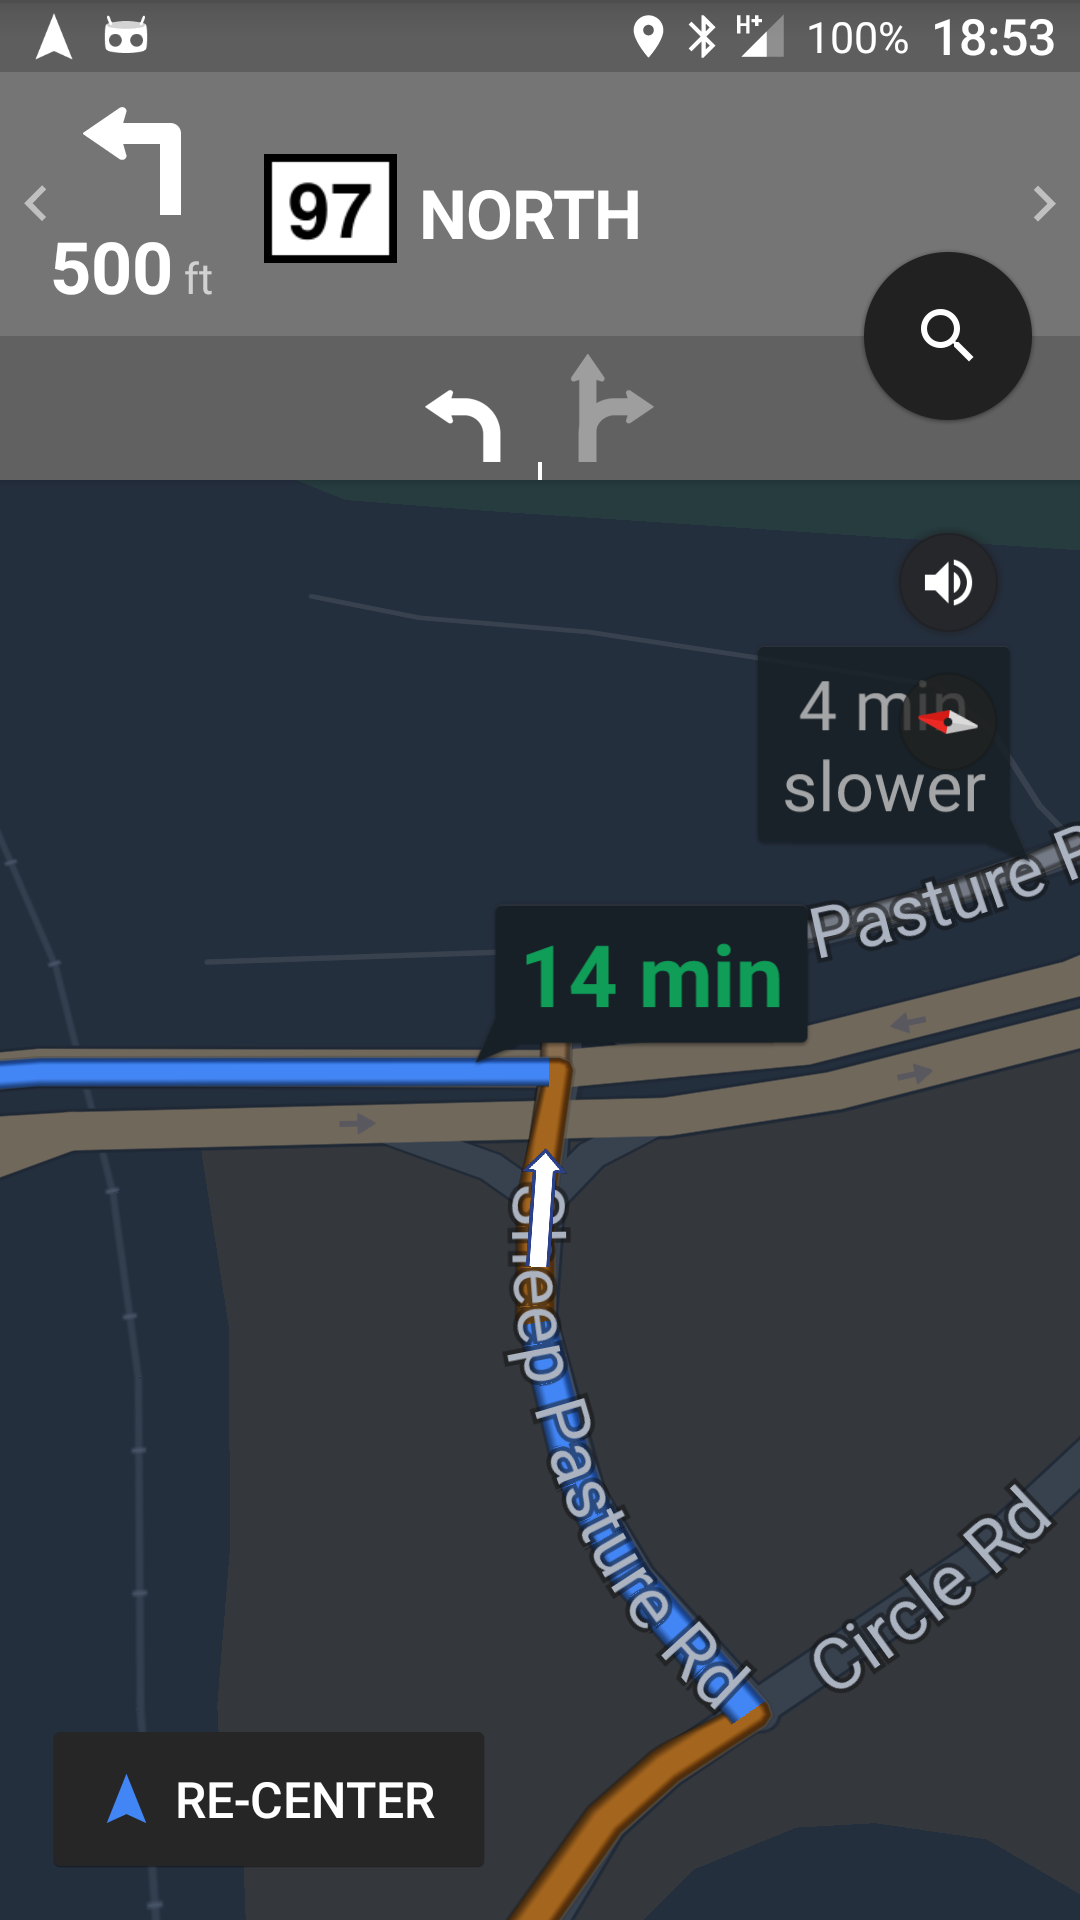 H+ 100% 18:53
97 NORTH
500 ft
4 min
slower
Pasture R
14 min
Sheep Pasture Rd
Circle Rd
RE-CENTER